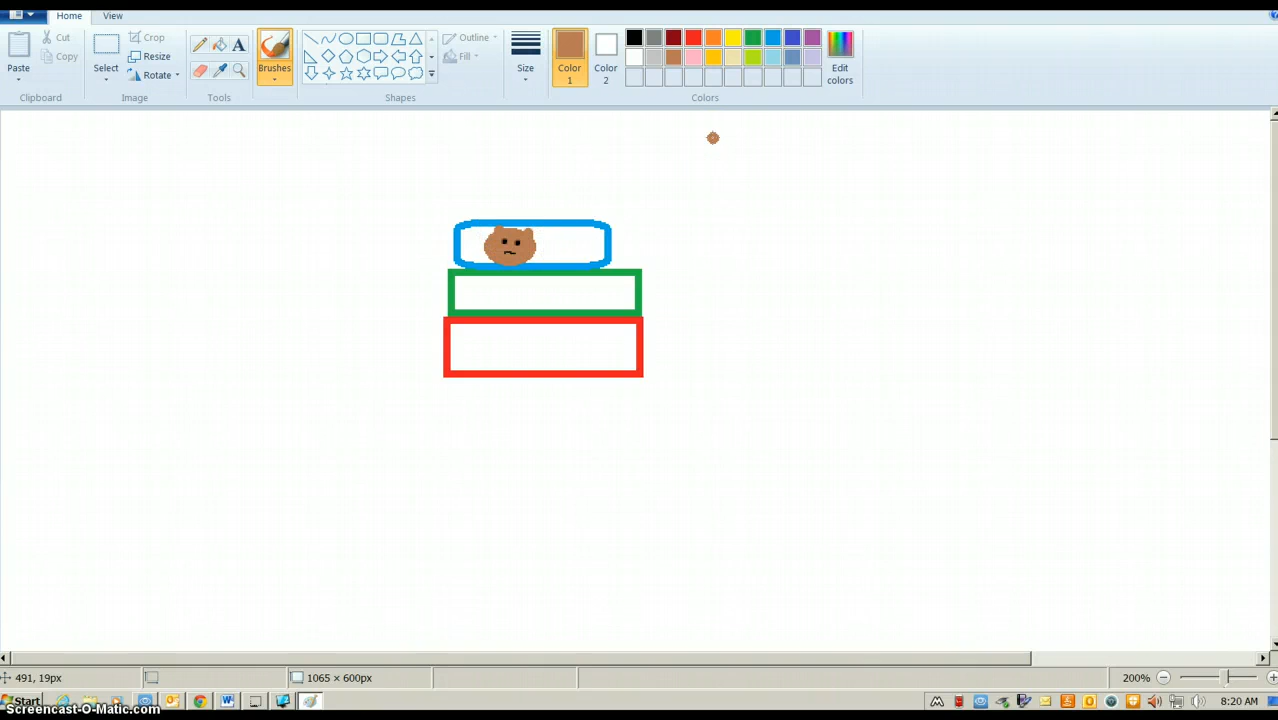 Home View
Paste
Cut
Copy
Clipboard
Select
Crop
Resize
Rotate
Image
A
Tools
Brushes
Shapes
Outline
Fill
Size
Color 1
Color 2
Colors
Edit colors
491, 19px
1065 × 600px
200%
Start
W
8:20 AM
Screencast-O-Matic.com